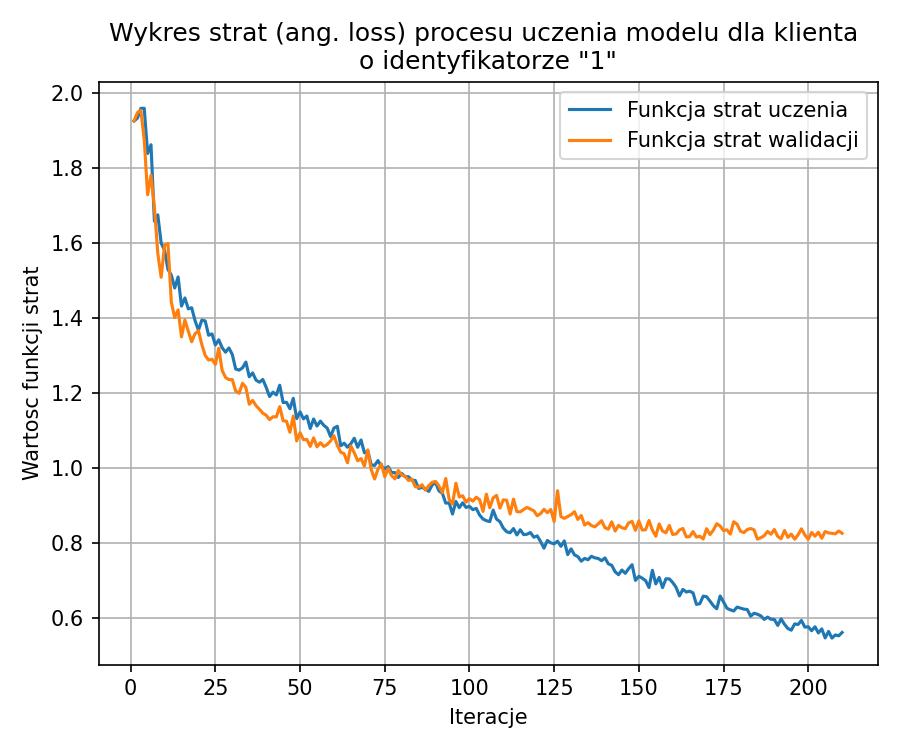 Wykres strat (ang. loss) procesu uczenia modelu dla klienta
o identyfikatorze "1"
Funkcja strat uczenia
Funkcja strat walidacji
Wartosc funkcji strat
2.0
1.8
1.6
1.4
1.2
1.0
0.8
0.6
0 25 50 75 100 125 150 175 200
Iteracje